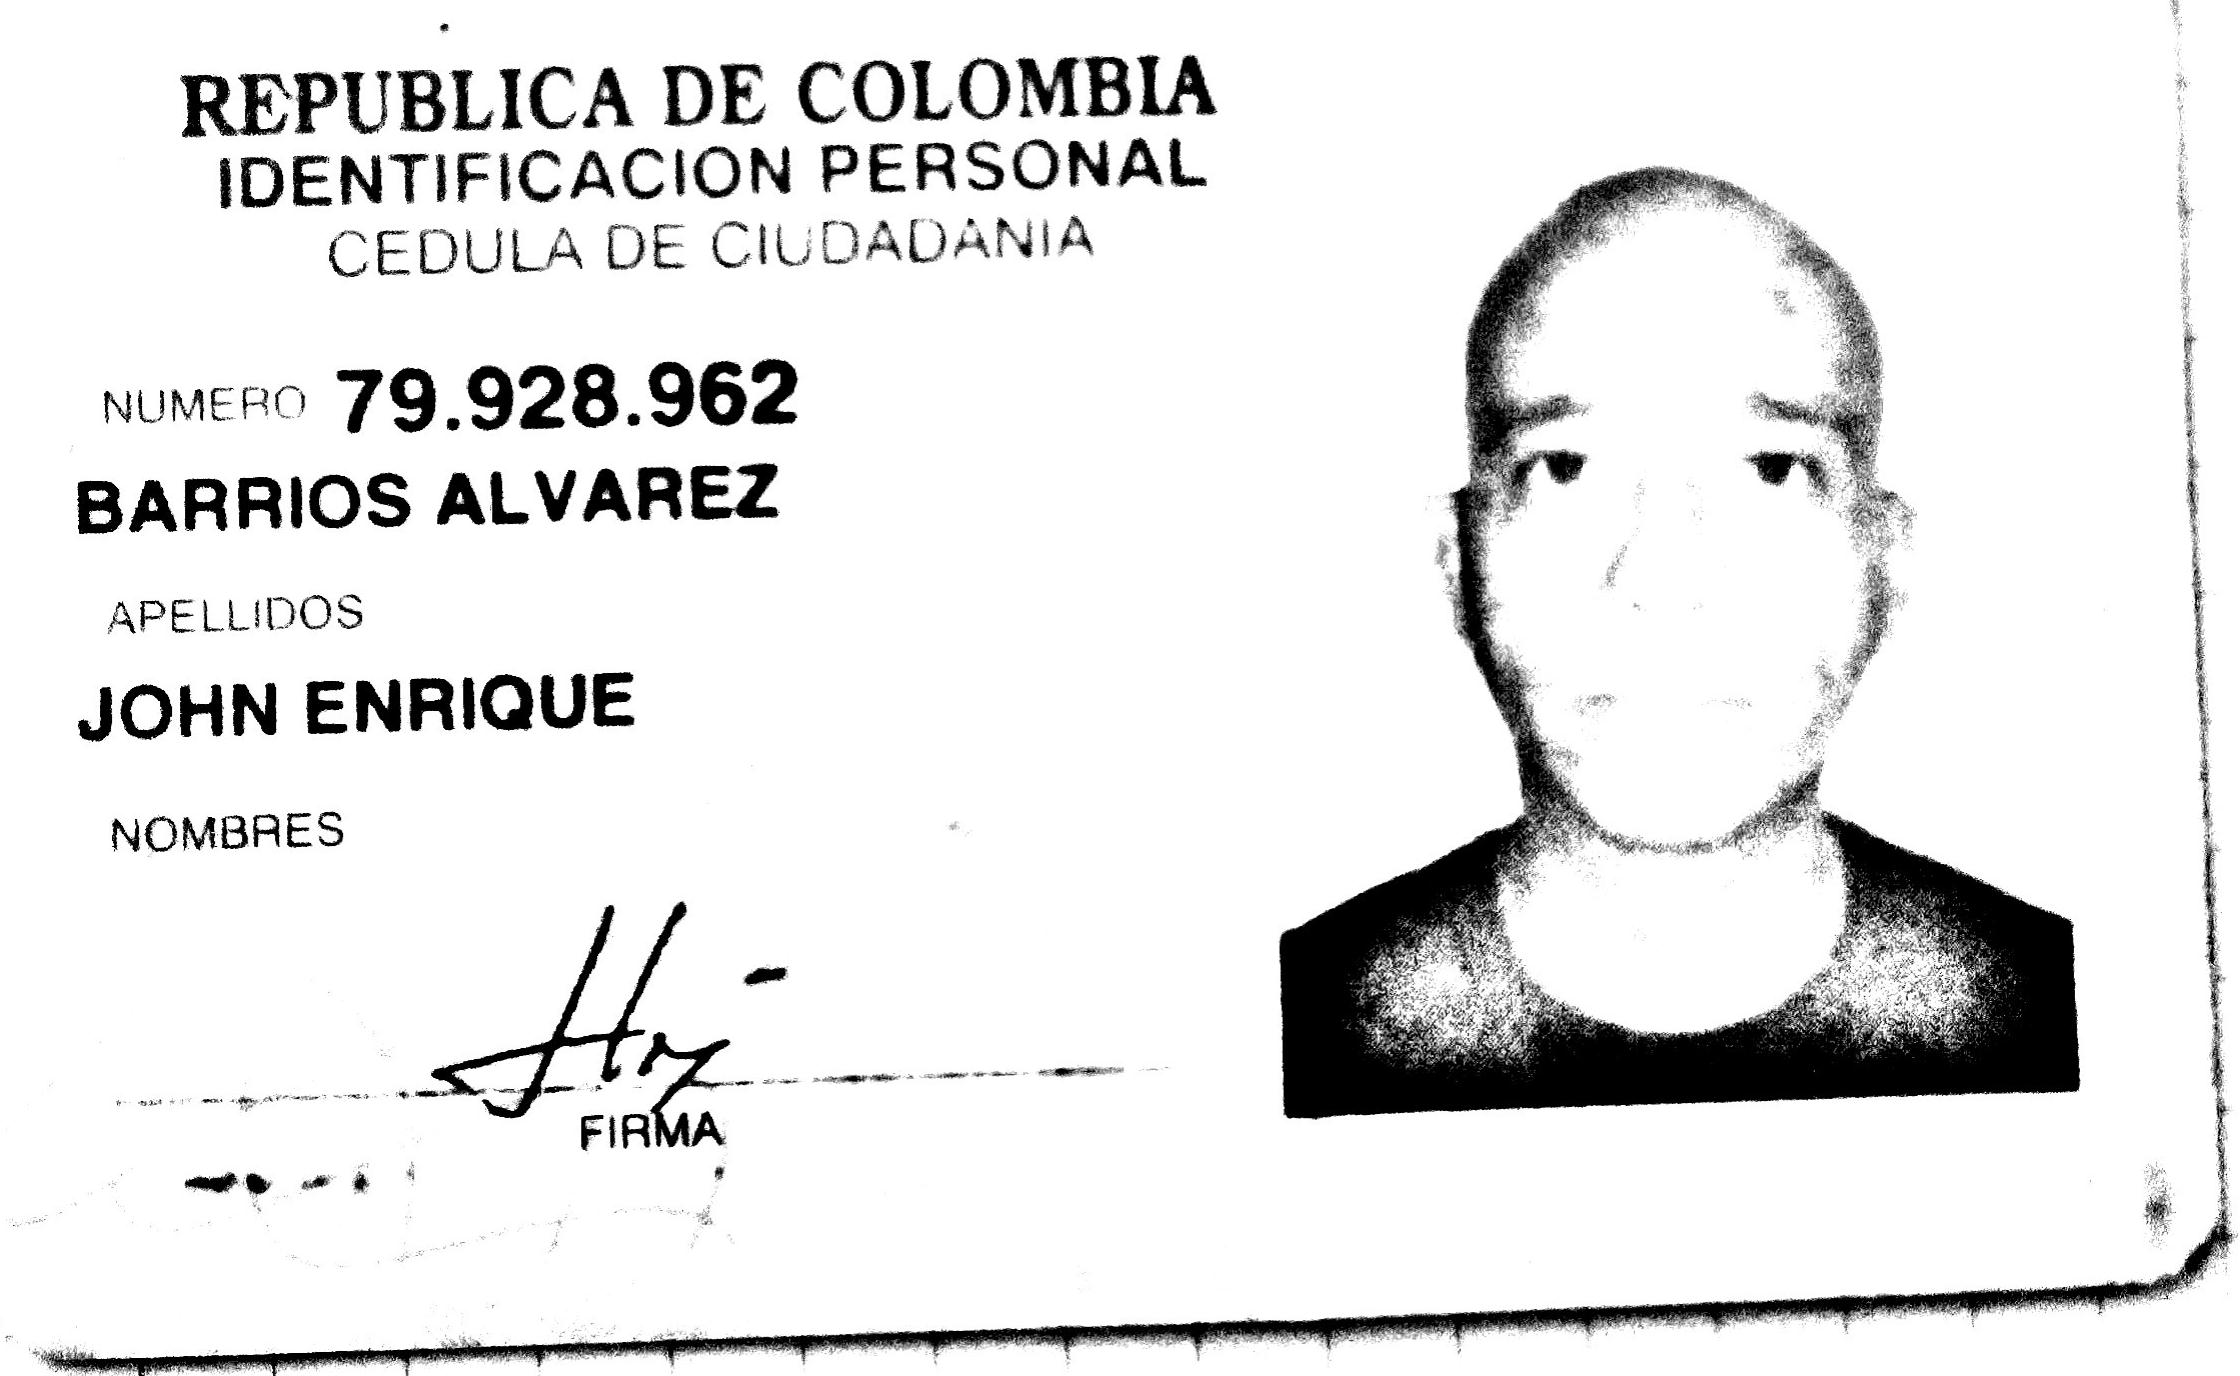 REPUBLICA DE COLOMBIA
IDENTIFICACION PERSONAL
CEDULA DE CIUDADANIA
NUMERO 79.928.962
BARRIOS ALVAREZ
APELLIDOS
JOHN ENRIQUE
NOMBRES
FIRMA